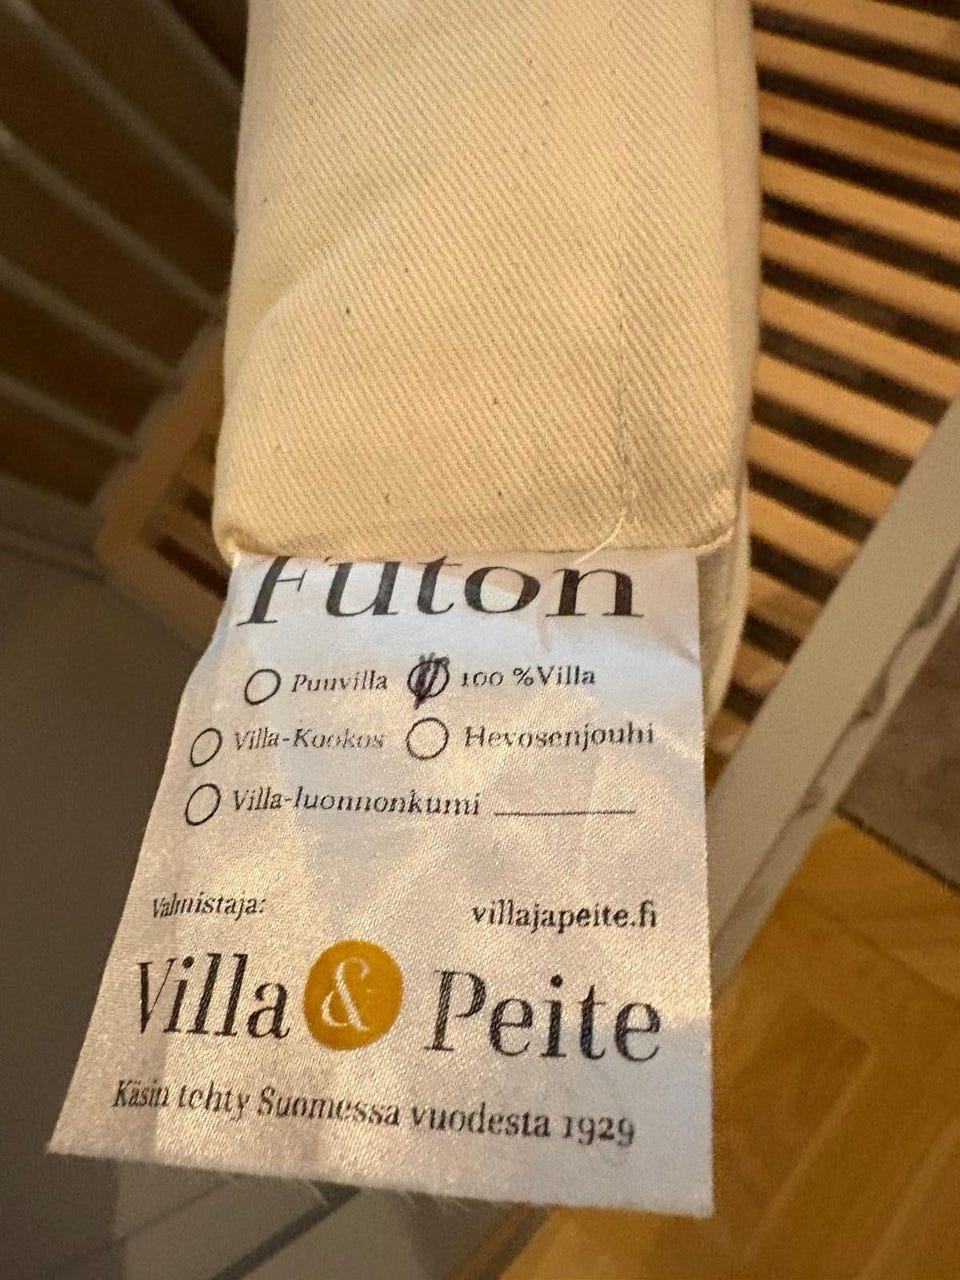 Futon
Puuvilla 100 %Villa
Villa-Kookos Hevosenjouhi
Villa-luonnonkumi
Valmistaja: villajapeite.fi
Villa & Peite
Käsin tehty Suomessa vuodesta 1929